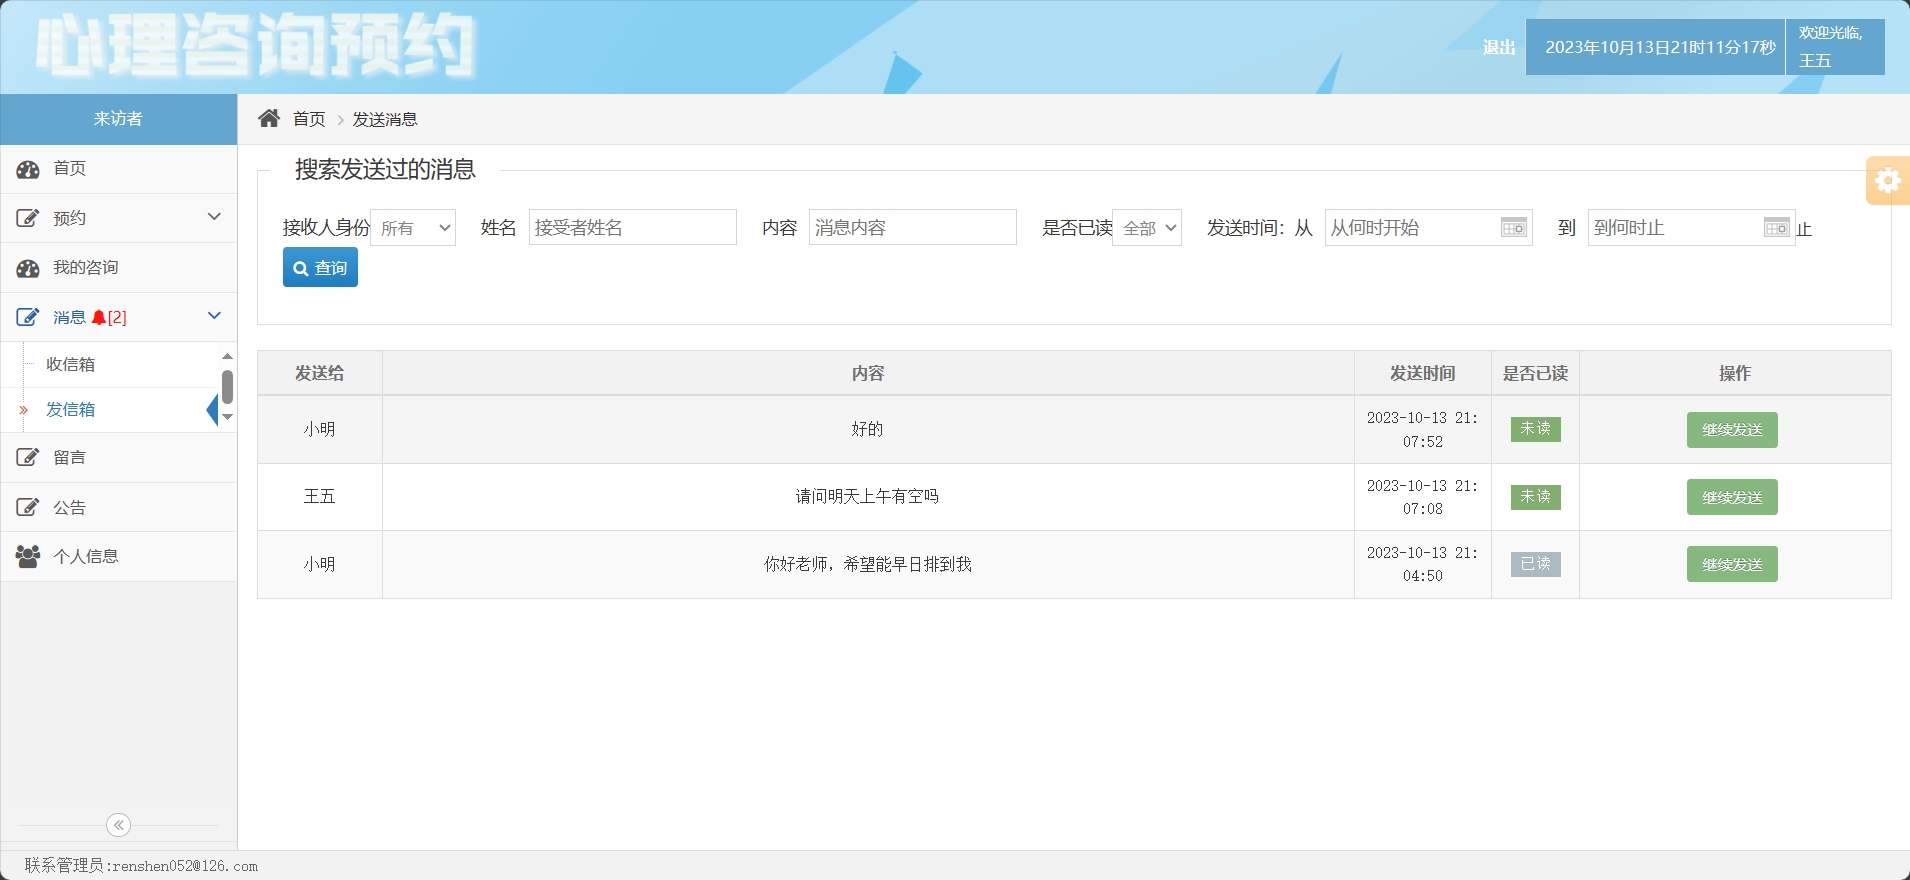 心理咨询预约
退出
2023年10月13日21时11分17秒
欢迎光临,
王五
来访者
首页
预约
我的咨询
消息 [2]
收信箱
发信箱
留言
公告
个人信息
首页 > 发送消息
搜索发送过的消息
接收人身份 所有 姓名 接受者姓名 内容 消息内容 是否已读 全部 发送时间：从 从何时开始 到 到何时止 止
查询
发送给 内容 发送时间 是否已读 操作
小明 好的 2023-10-13 21:
07:52 未读 继续发送
王五 请问明天上午有空吗 2023-10-13 21:
07:08 未读 继续发送
小明 你好老师，希望能早日排到我 2023-10-13 21:
04:50 已读 继续发送
联系管理员:renshen052@126.com